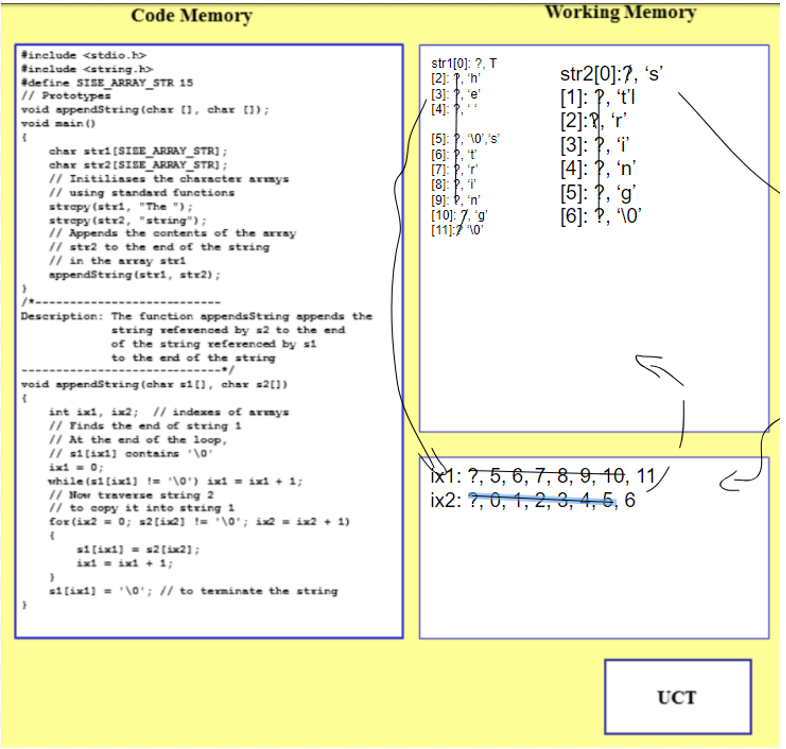 Code Memory
Working Memory
#include <stdio.h>
#include <string.h>
#define SIZE_ARRAY_STR 15
// Prototypes
void appendString(char [], char []);
void main()
{
char str1[SIZE_ARRAY_STR];
char str2[SIZE_ARRAY_STR];
// Initiliases the character arrays
// using standard functions
strcpy(str1, "The ");
strcpy(str2, "string");
// Appends the contents of the array
// str2 to the end of the string
// in the array str1
appendString(str1, str2);
}
/*---------------------------
Description: The function appendsString appends the
string referenced by s2 to the end
of the string referenced by s1
to the end of the string
-----------------------------*/
void appendString(char s1[], char s2[])
{
int ix1, ix2; // indexes of arrays
// Finds the end of string 1
// At the end of the loop,
// s1[ix1] contains '\0'
ix1 = 0;
while(s1[ix1] != '\0') ix1 = ix1 + 1;
// Now traverse string 2
// to copy it into string 1
for(ix2 = 0; s2[ix2] != '\0'; ix2 = ix2 + 1)
{
s1[ix1] = s2[ix2];
ix1 = ix1 + 1;
}
s1[ix1] = '\0'; // to terminate the string
}
str1[0]: ?, T
[2]: ?, ‘h’
[3]: ?, ‘e’
[4]: ?, ‘ ‘
[5]: ?, ‘\0’,‘s’
[6]: ?, ‘t’
[7]: ?, ‘r’
[8]: ?, ‘i’
[9]: ?, ‘n’
[10]: ?, ‘g’
[11]:? ‘\0’
str2[0]:?, ‘s’
[1]: ?, ‘t’l
[2]:?, ‘r’
[3]: ?, ‘i’
[4]: ?, ‘n’
[5]: ?, ‘g’
[6]: ?, ‘\0’
ix1: ?, 5, 6, 7, 8, 9, 10, 11
ix2: ?, 0, 1, 2, 3, 4, 5, 6
UCT